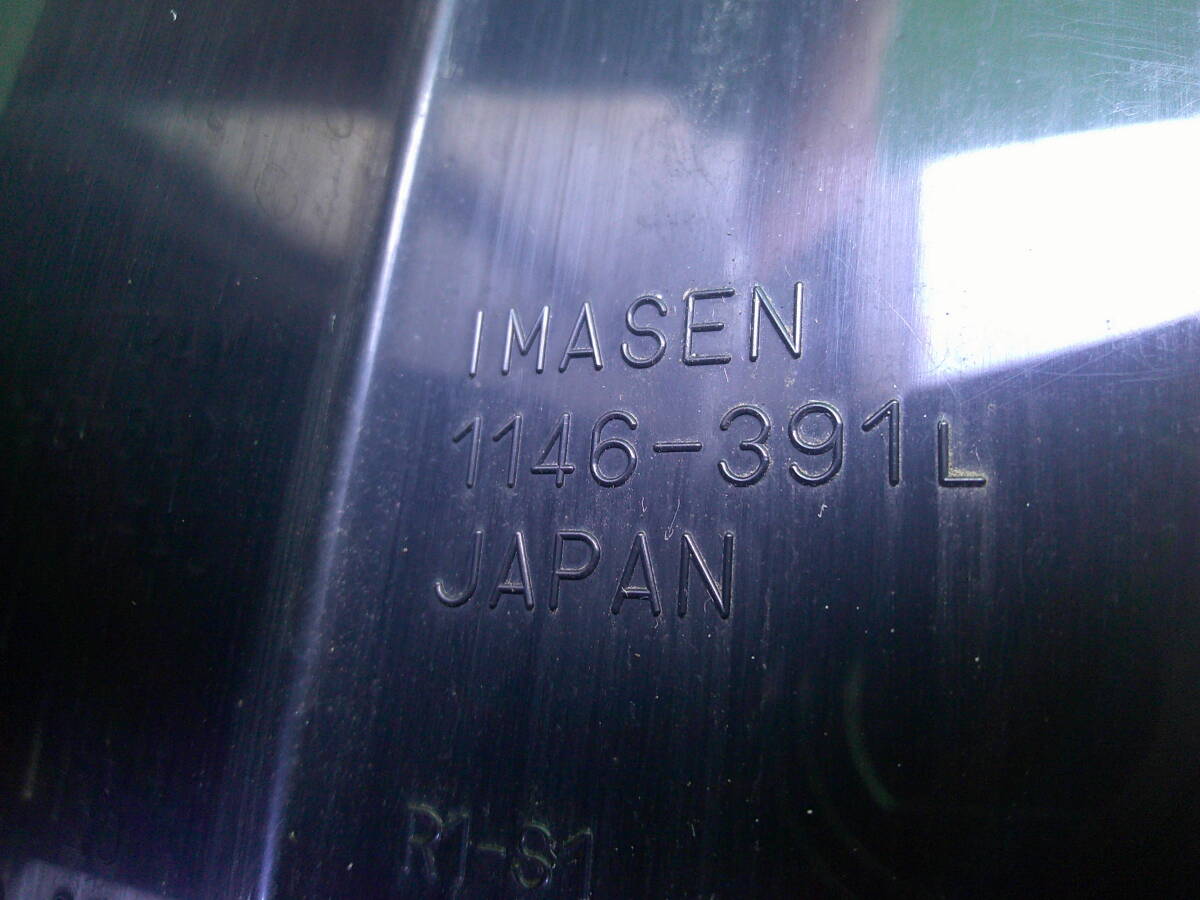 IMASEN
1146-391L
JAPAN
R1-S1